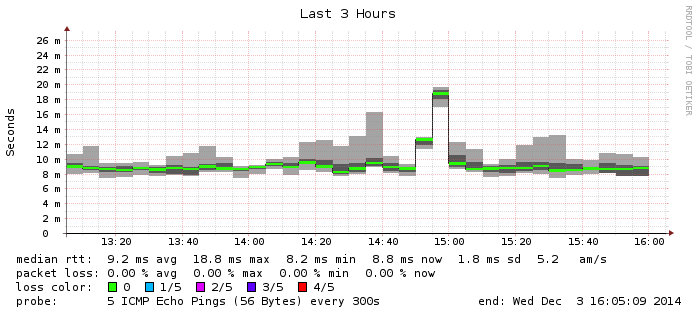 Last 3 Hours
RRDTOOL / TOBI OETIKER
Seconds
26 m
24 m
22 m
20 m
18 m
16 m
14 m
12 m
10 m
8 m
6 m
4 m
2 m
0
13:20 13:40 14:00 14:20 14:40 15:00 15:20 15:40 16:00
median rtt: 9.2 ms avg 18.8 ms max 8.2 ms min 8.8 ms now 1.8 ms sd 5.2 am/s
packet loss: 0.00 % avg 0.00 % max 0.00 % min 0.00 % now
loss color: 0 1/5 2/5 3/5 4/5
probe: 5 ICMP Echo Pings (56 Bytes) every 300s end: Wed Dec 3 16:05:09 2014